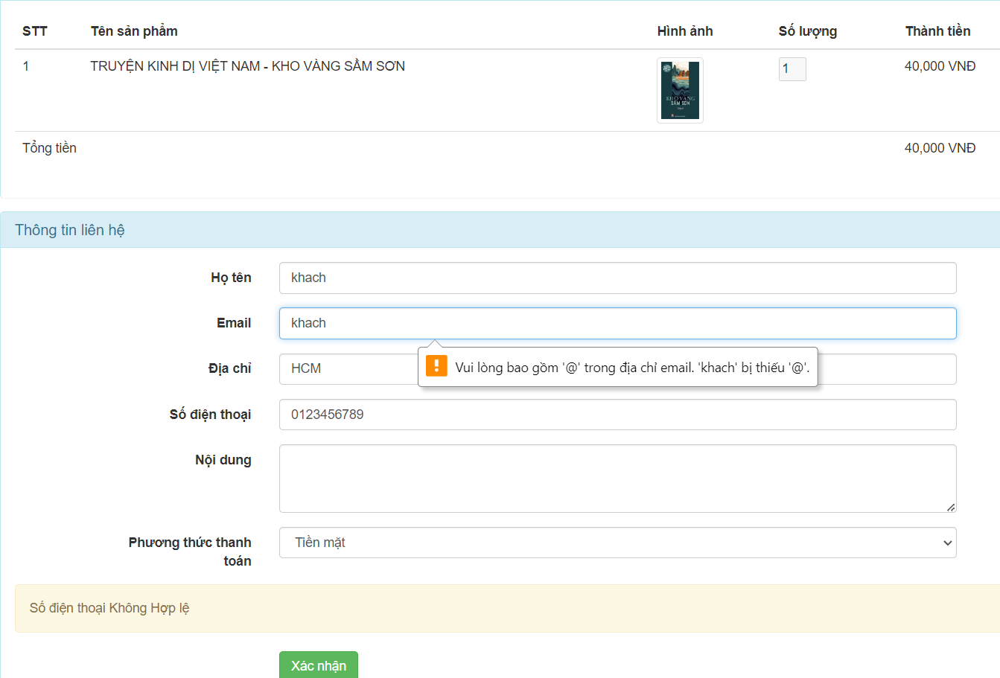 STT Tên sản phẩm Hình ảnh Số lượng Thành tiền
1 TRUYỆN KINH DỊ VIỆT NAM - KHO VÀNG SẦM SƠN 1 40,000 VNĐ
KHO VÀNG
SẦM SƠN
Tổng tiền 40,000 VNĐ
Thông tin liên hệ
Họ tên khach
Email khach
Vui lòng bao gồm '@' trong địa chỉ email. 'khach' bị thiếu '@'.
Địa chỉ HCM
Số điện thoại 0123456789
Nội dung
Phương thức thanh
toán
Tiền mặt
Số điện thoại Không Hợp lệ
Xác nhận